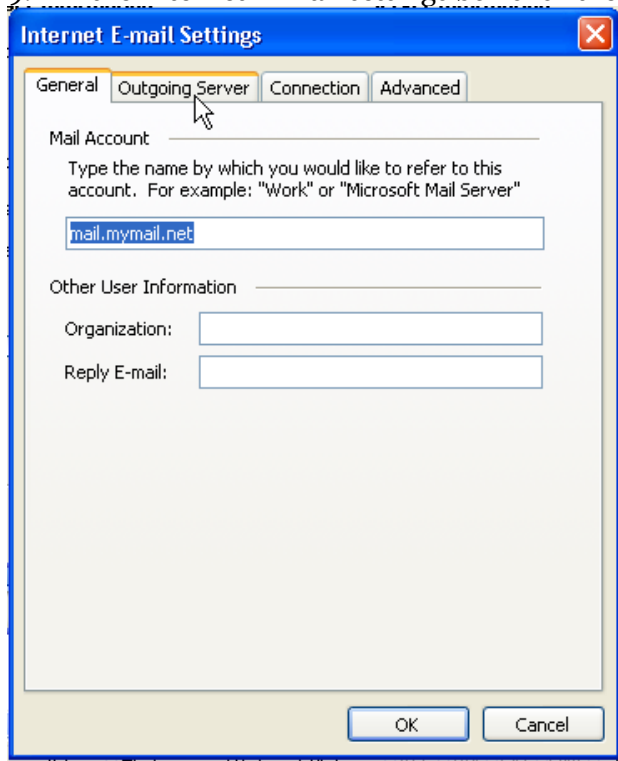 Internet E-mail Settings
General Outgoing Server Connection Advanced
Mail Account
Type the name by which you would like to refer to this
account. For example: "Work" or "Microsoft Mail Server"
mail.mymail.net
Other User Information
Organization:
Reply E-mail:
OK Cancel